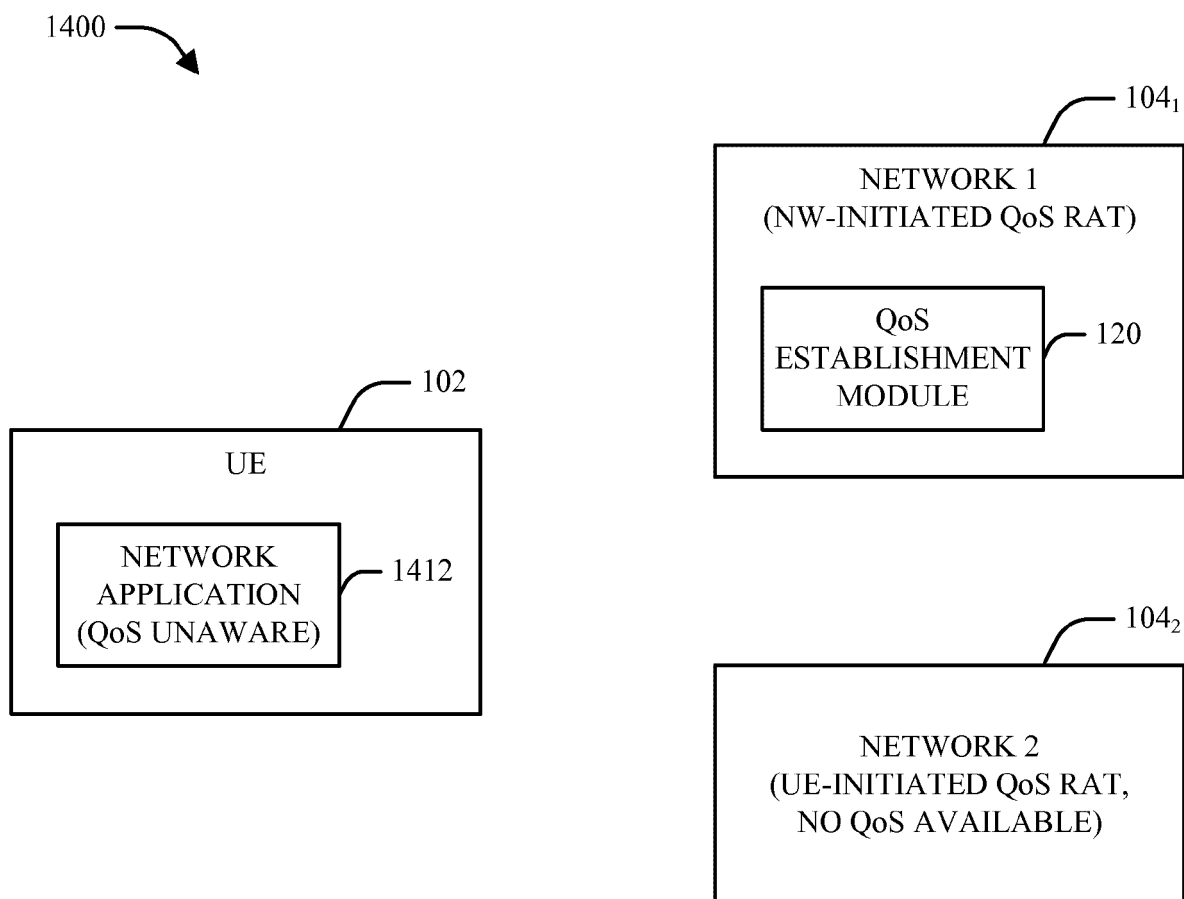 1400
104₁
NETWORK 1
(NW-INITIATED QoS RAT)
QoS
ESTABLISHMENT
MODULE
120
102
UE
NETWORK
APPLICATION
(QoS UNAWARE)
1412
104₂
NETWORK 2
(UE-INITIATED QoS RAT,
NO QoS AVAILABLE)